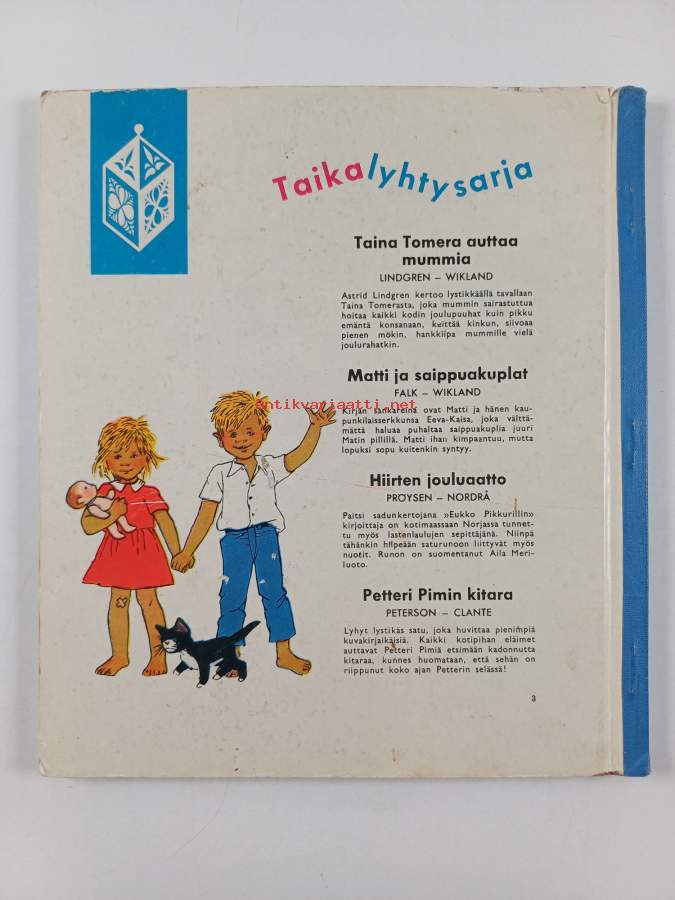 Taikalyhtysarja
Taina Tomera auttaa
mummia
LINDGREN — WIKLAND
Astrid Lindgren kertoo lystikkäällä tavallaan
Taina Tomerasta, joka mummin sairastuttua
hoitaa kaikki kodin joulupuuhat kuin pikku
emäntä konsanaan, keittää kinkun, siivoaa
pienen mökin, hankkiipa mummille vielä
joulurahatkin.
Matti ja saippuakuplat
FALK — WIKLAND
antikvariaatti.net
Kirjan sankareina ovat Matti ja hänen kau-
punkilaisserkkunsa Eeva-Kaisa, joka välttä-
mättä haluaa puhaltaa saippuakuplia juuri
Matin pillillä. Matti ihan kimpaantuu, mutta
lopuksi sopu kuitenkin syntyy.
Hiirten jouluaatto
PRÖYSEN — NORDRÅ
Paitsi sadunkertojana »Eukko Pikkurillin»
kirjoittaja on kotimaassaan Norjassa tunnet-
tu myös lastenlaulujen sepittäjänä. Niinpä
tähänkin hilpeään saturunoon liittyvät myös
nuotit. Runon on suomentanut Aila Meri-
luoto.
Petteri Pimin kitara
PETERSON — CLANTE
Lyhyt lystikäs satu, joka huvittaa pienimpiä
kuvakirjaikäisiä. Kaikki kotipihan eläimet
auttavat Petteri Pimiä etsimään kadonnutta
kitaraa, kunnes huomataan, että sehän on
riippunut koko ajan Petterin selässä!
3